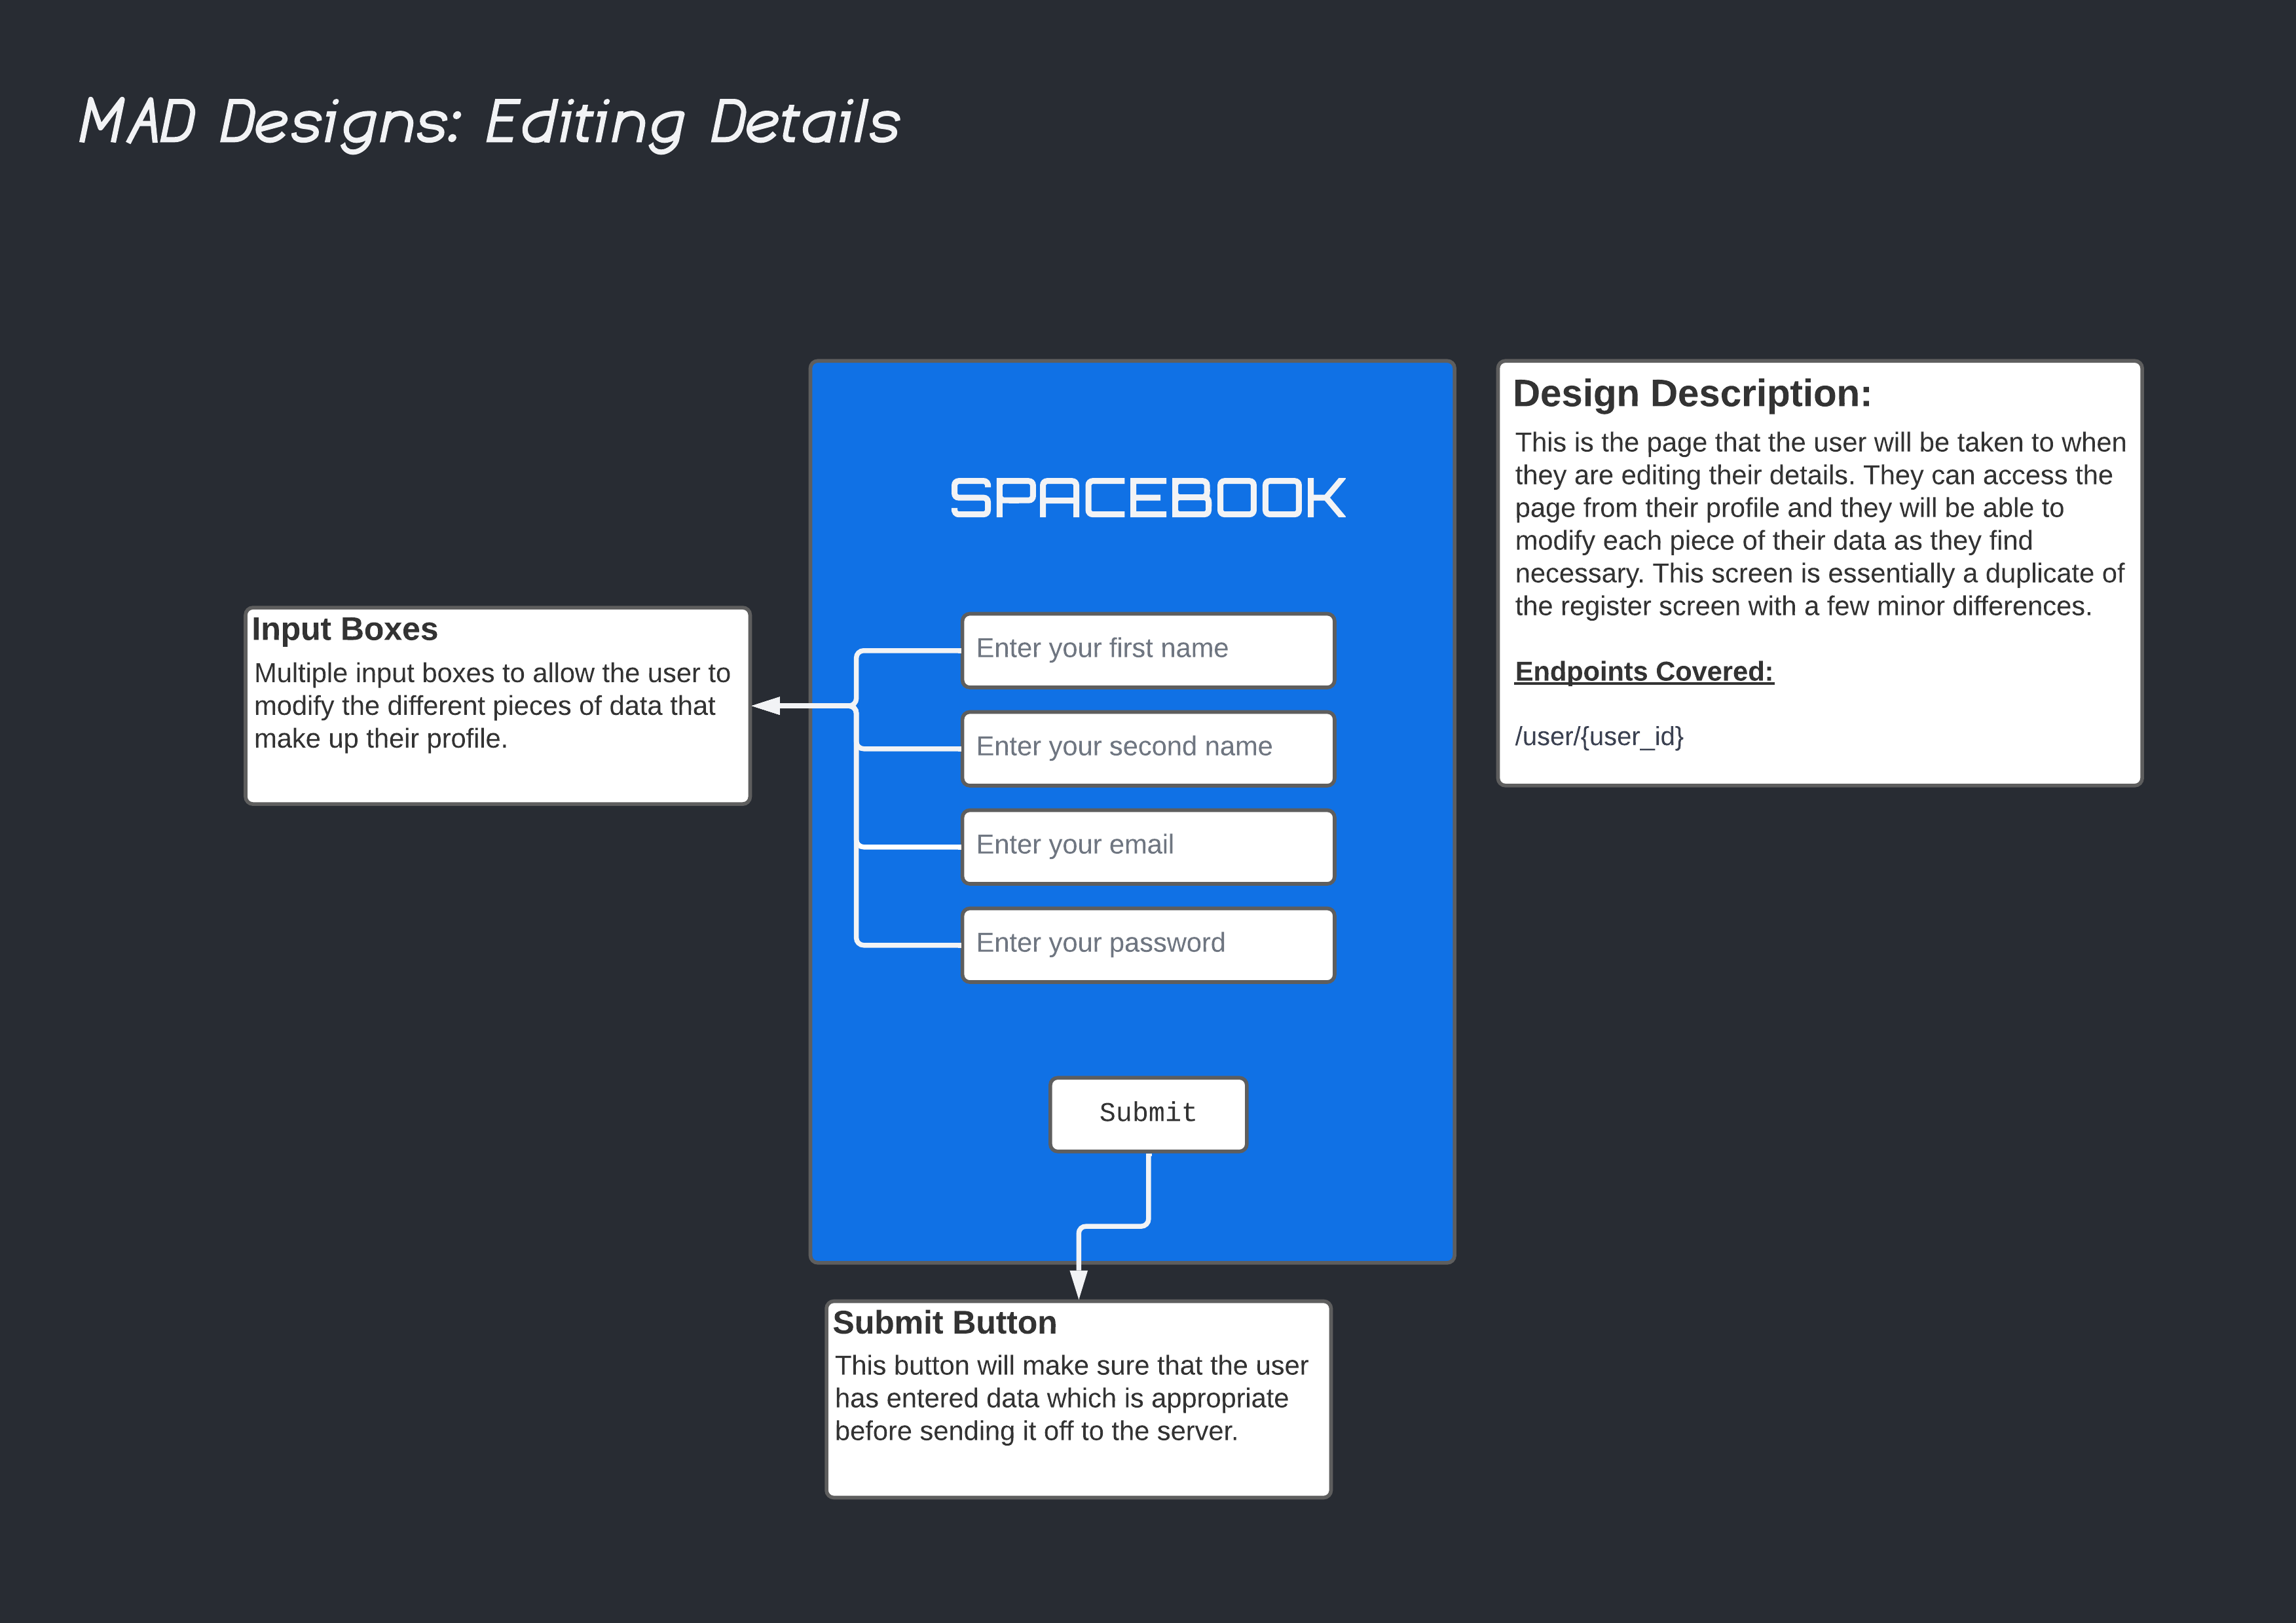 MAD Designs: Editing Details
SPACEBOOK
Design Description:
This is the page that the user will be taken to when
they are editing their details. They can access the
page from their profile and they will be able to
modify each piece of their data as they find
necessary. This screen is essentially a duplicate of
the register screen with a few minor differences.
Endpoints Covered:
/user/{user_id}
Input Boxes
Multiple input boxes to allow the user to
modify the different pieces of data that
make up their profile.
Enter your first name
Enter your second name
Enter your email
Enter your password
Submit
Submit Button
This button will make sure that the user
has entered data which is appropriate
before sending it off to the server.